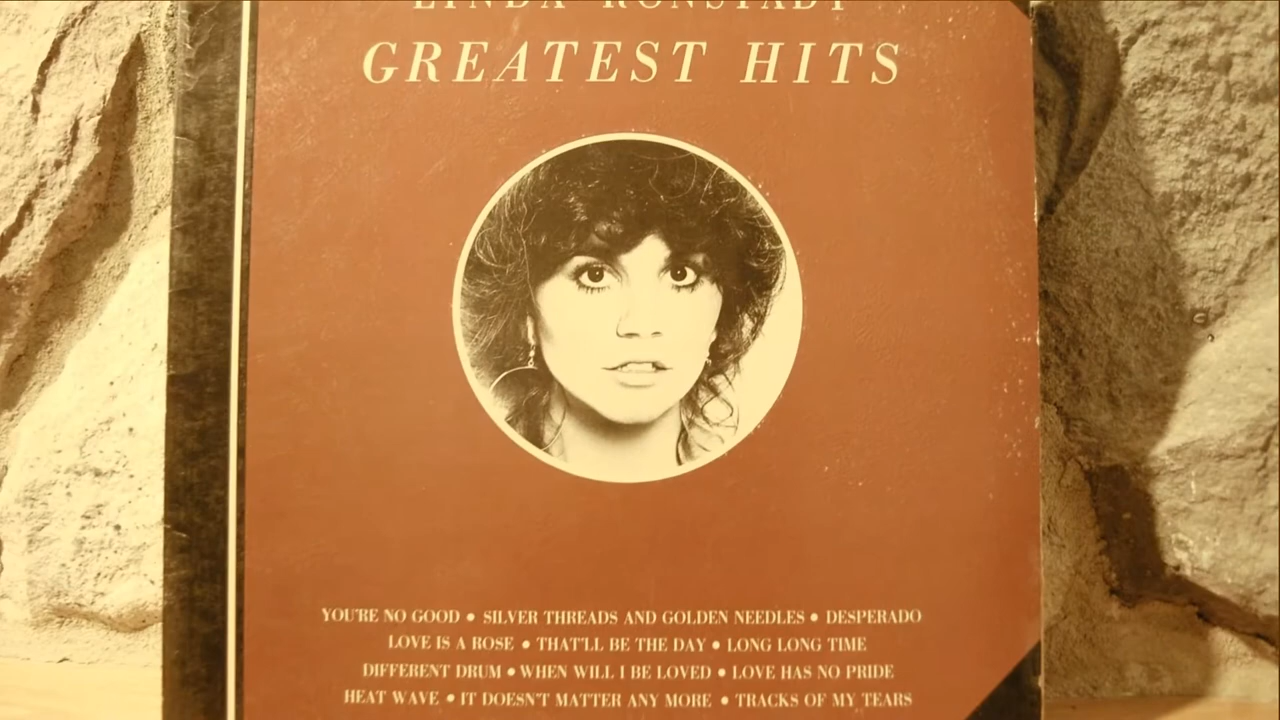 LINDA RONSTADT
GREATEST HITS
YOU'RE NO GOOD • SILVER THREADS AND GOLDEN NEEDLES • DESPERADO
LOVE IS A ROSE • THAT'LL BE THE DAY • LONG LONG TIME
DIFFERENT DRUM • WHEN WILL I BE LOVED • LOVE HAS NO PRIDE
HEAT WAVE • IT DOESN'T MATTER ANY MORE • TRACKS OF MY TEARS